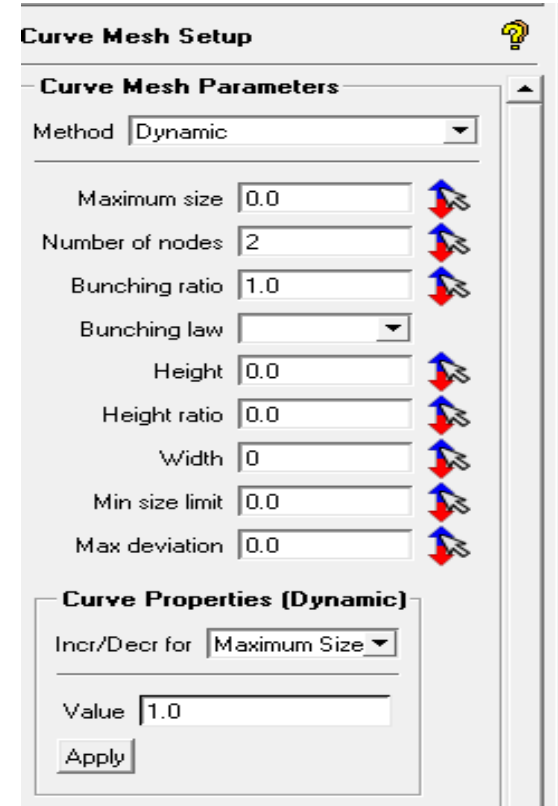 Curve Mesh Setup
Curve Mesh Parameters
Method Dynamic
Maximum size 0.0
Number of nodes 2
Bunching ratio 1.0
Bunching law
Height 0.0
Height ratio 0.0
Width 0
Min size limit 0.0
Max deviation 0.0
Curve Properties (Dynamic)
Incr/Decr for Maximum Size
Value 1.0
Apply